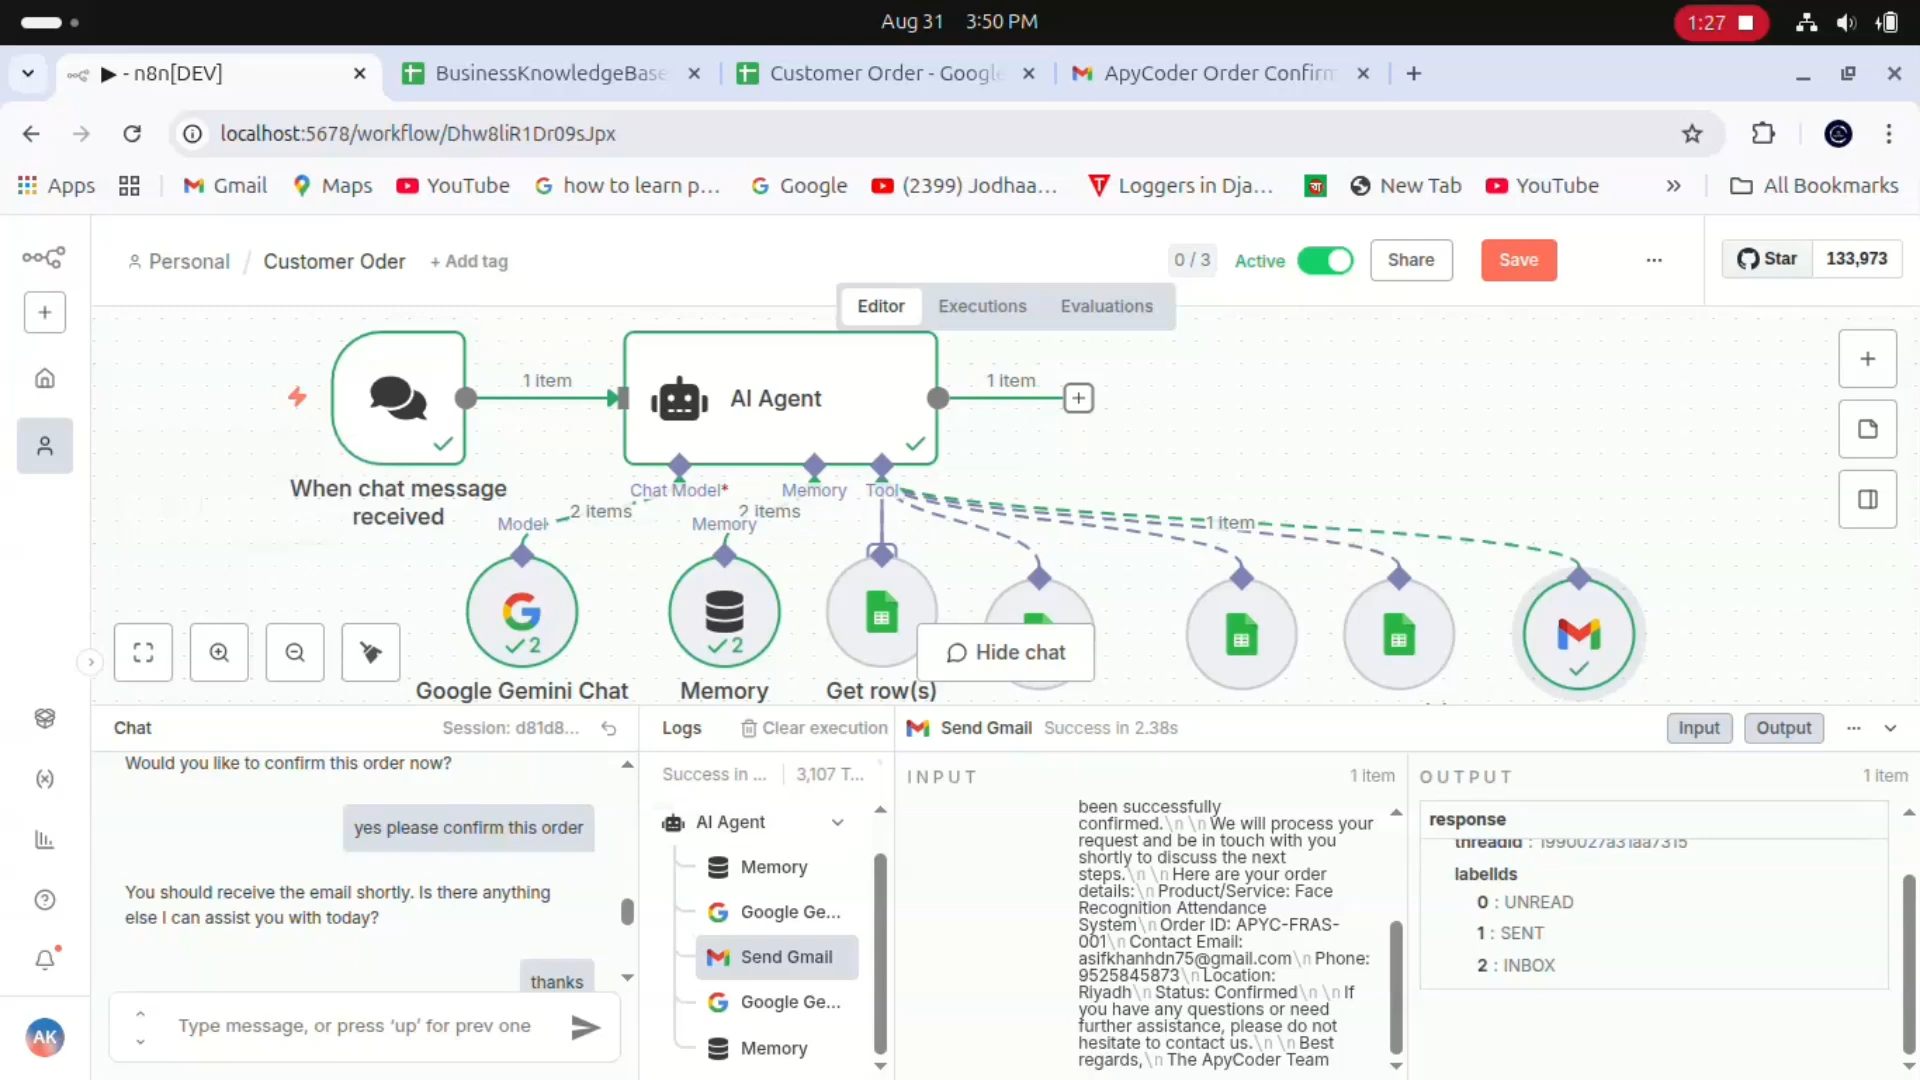 Aug 31 3:50 PM
1:27
▶ - n8n[DEV]
BusinessKnowledgeBase
Customer Order - Google
ApyCoder Order Confirm
localhost:5678/workflow/Dhw8liR1Dr09sJpx
Apps
Gmail
Maps
YouTube
how to learn p...
Google
(2399) Jodhaa...
Loggers in Dja...
New Tab
YouTube
All Bookmarks
Personal / Customer Oder + Add tag
0 / 3
Active
Share
Save
Star 133,973
Editor Executions Evaluations
1 item
AI Agent
1 item
When chat message
received
Chat Model*
Memory
Tool
Model
2 items
Memory
2 items
1 item
2
2
Hide chat
Google Gemini Chat
Memory
Get row(s)
Chat
Session: d81d8...
Would you like to confirm this order now?
yes please confirm this order
You should receive the email shortly. Is there anything
else I can assist you with today?
thanks
Type message, or press ‘up’ for prev one
AK
Logs
Clear execution
Success in ... 3,107 T...
AI Agent
Memory
Google Ge...
Send Gmail
Google Ge...
Memory
Send Gmail Success in 2.38s
Input
Output
INPUT
1 item
been successfully
confirmed.\n \n We will process your
request and be in touch with you
shortly to discuss the next
steps.\n \n Here are your order
details:\n Product/Service: Face
Recognition Attendance
System\n Order ID: APYC-FRAS-
001\n Contact Email:
asifkhanhdn75@gmail.com\n Phone:
9525845873\n Location:
Riyadh\n Status: Confirmed\n \n If
you have any questions or need
further assistance, please do not
hesitate to contact us.\n \n Best
regards,\n The ApyCoder Team
OUTPUT
1 item
response
threadId : 1990027a31aa7315
labelIds
0 : UNREAD
1 : SENT
2 : INBOX